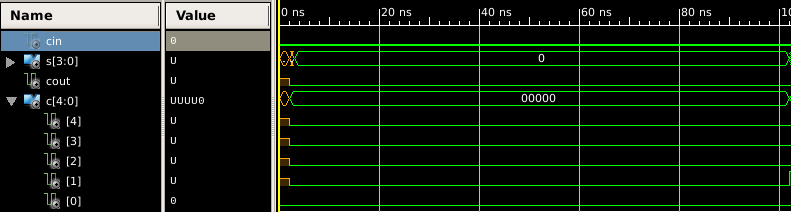 Name Value 0 ns 20 ns 40 ns 60 ns 80 ns
cin 0
s[3:0] U 0
cout U
c[4:0] UUUU0 00000
[4] U
[3] U
[2] U
[1] U
[0] 0